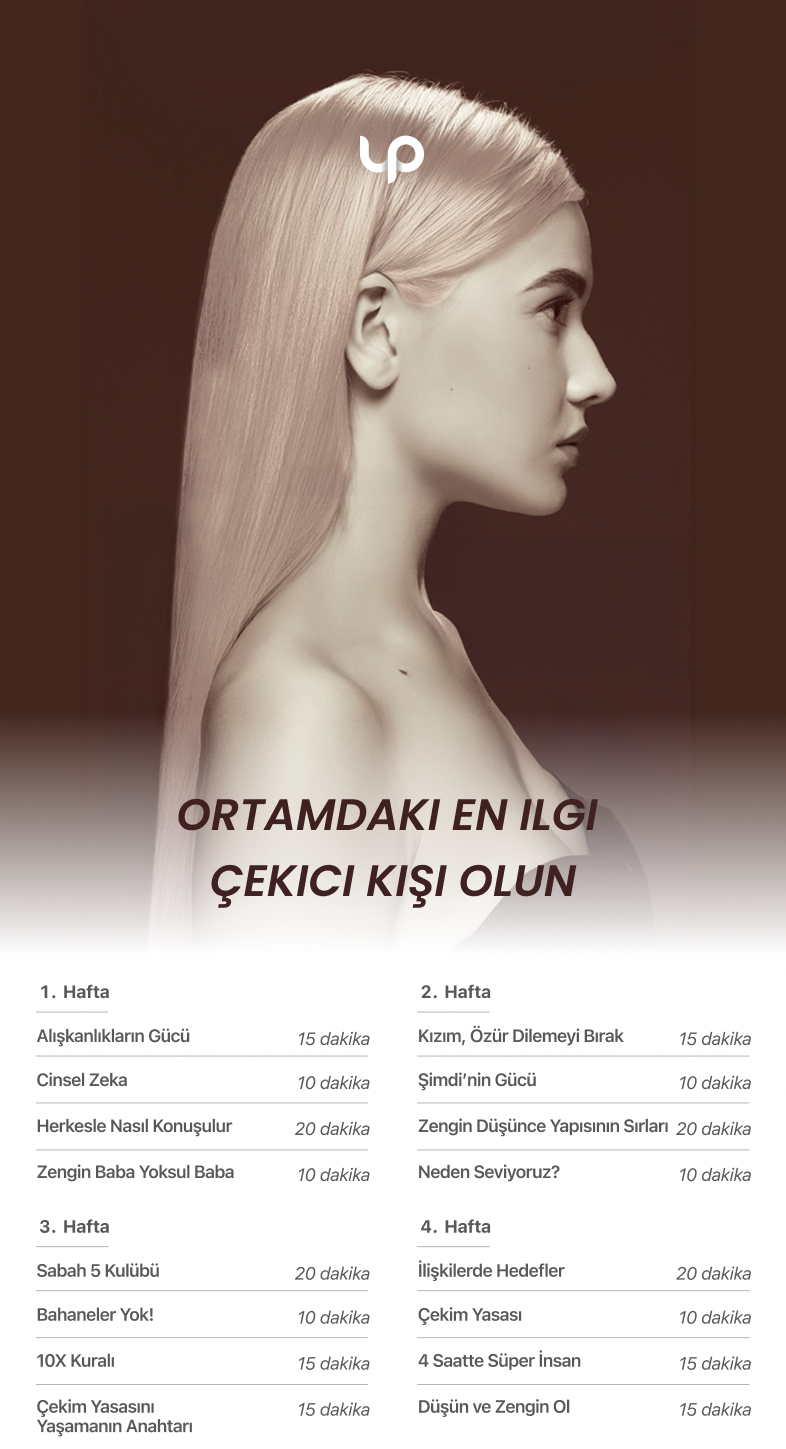 up
ORTAMDAKI EN ILGI
ÇEKICI KIŞI OLUN
1. Hafta
Alışkanlıkların Gücü 15 dakika
Cinsel Zeka 10 dakika
Herkesle Nasıl Konuşulur 20 dakika
Zengin Baba Yoksul Baba 10 dakika
2. Hafta
Kızım, Özür Dilemeyi Bırak 15 dakika
Şimdi’nin Gücü 10 dakika
Zengin Düşünce Yapısının Sırları 20 dakika
Neden Seviyoruz? 10 dakika
3. Hafta
Sabah 5 Kulübü 20 dakika
Bahaneler Yok! 10 dakika
10X Kuralı 15 dakika
Çekim Yasasını 15 dakika
Yaşamanın Anahtarı
4. Hafta
İlişkilerde Hedefler 20 dakika
Çekim Yasası 10 dakika
4 Saatte Süper İnsan 15 dakika
Düşün ve Zengin Ol 15 dakika